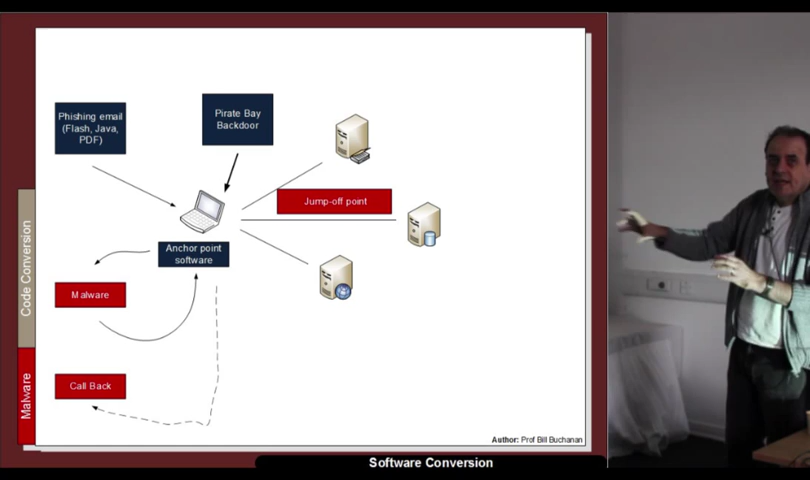 Phishing email
(Flash, Java,
PDF)
Pirate Bay
Backdoor
Jump-off point
Anchor point
software
Code Conversion
Malware
Malware
Call Back
Author: Prof Bill Buchanan
Software Conversion